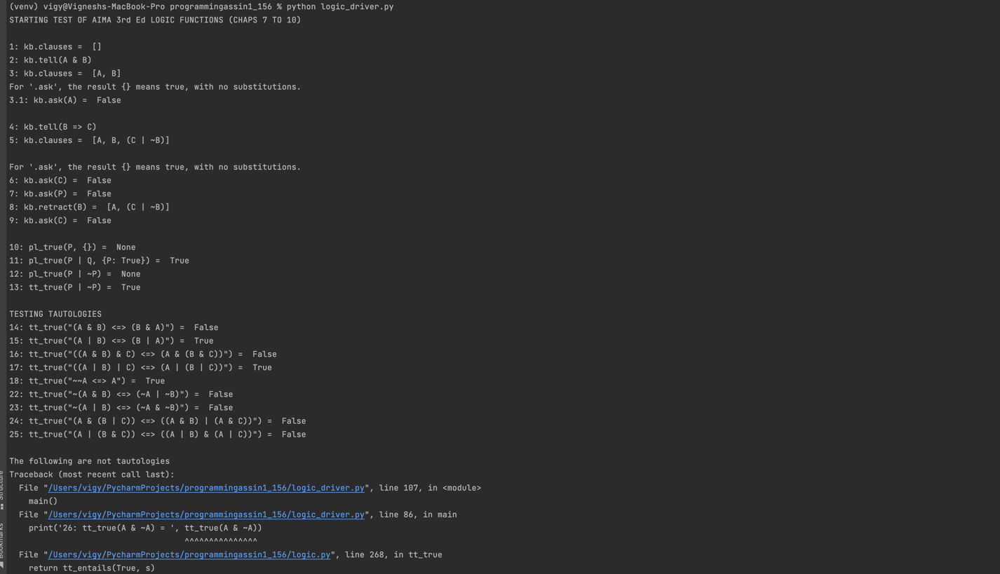 (venv) vigy@Vigneshs-MacBook-Pro programmingassin1_156 % python logic_driver.py
STARTING TEST OF AIMA 3rd Ed LOGIC FUNCTIONS (CHAPS 7 TO 10)
1: kb.clauses =  []
2: kb.tell(A & B)
3: kb.clauses =  [A, B]
For '.ask', the result {} means true, with no substitutions.
3.1: kb.ask(A) =  False
4: kb.tell(B => C)
5: kb.clauses =  [A, B, (C | ~B)]
For '.ask', the result {} means true, with no substitutions.
6: kb.ask(C) =  False
7: kb.ask(P) =  False
8: kb.retract(B) =  [A, (C | ~B)]
9: kb.ask(C) =  False
10: pl_true(P, {}) =  None
11: pl_true(P | Q, {P: True}) =  True
12: pl_true(P | ~P) =  None
13: tt_true(P | ~P) =  True
TESTING TAUTOLOGIES
14: tt_true("(A & B) <=> (B & A)") =  False
15: tt_true("(A | B) <=> (B | A)") =  True
16: tt_true("((A & B) & C) <=> (A & (B & C))") =  False
17: tt_true("((A | B) | C) <=> (A | (B | C))") =  True
18: tt_true("~~A <=> A") =  True
22: tt_true("~(A & B) <=> (~A | ~B)") =  False
23: tt_true("~(A | B) <=> (~A & ~B)") =  False
24: tt_true("(A & (B | C)) <=> ((A & B) | (A & C))") =  False
25: tt_true("(A | (B & C)) <=> ((A | B) & (A | C))") =  False
The following are not tautologies
Traceback (most recent call last):
  File "/Users/vigy/PycharmProjects/programmingassin1_156/logic_driver.py", line 107, in <module>
    main()
  File "/Users/vigy/PycharmProjects/programmingassin1_156/logic_driver.py", line 86, in main
    print('26: tt_true(A & ~A) = ', tt_true(A & ~A))
                                    ^^^^^^^^^^^^^^^
  File "/Users/vigy/PycharmProjects/programmingassin1_156/logic.py", line 268, in tt_true
    return tt_entails(True, s)
Structure
Bookmarks